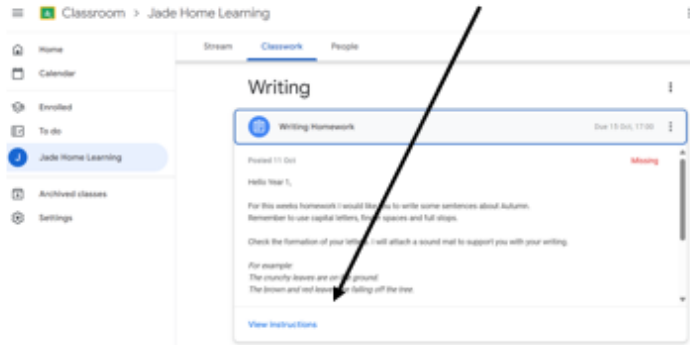 Classroom > Jade Home Learning
Home
Calendar
Enrolled
To do
J Jade Home Learning
Archived classes
Settings
Stream Classwork People
Writing
Writing Homework Due 15 Oct, 17:00
Posted 11 Oct Missing
Hello Year 1,
For this weeks homework I would like you to write some sentences about Autumn.
Remember to use capital letters, finger spaces and full stops.
Check the formation of your letters. I will attach a sound mat to support you with your writing.
For example:
The crunchy leaves are on the ground.
The brown and red leaves are falling off the tree.
View instructions